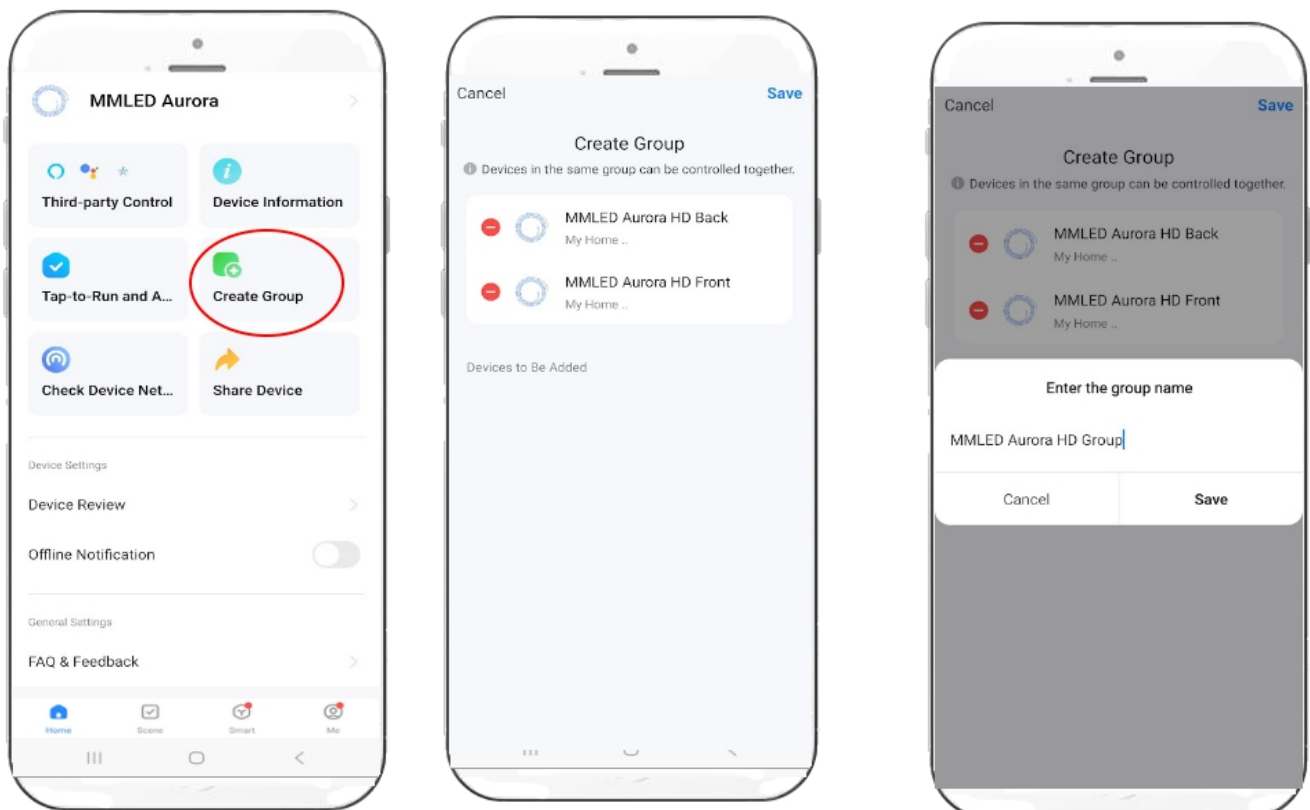 MMLED Aurora
Third-party Control
Device Information
Tap-to-Run and A...
Create Group
Check Device Net...
Share Device
Device Settings
Device Review
Offline Notification
General Settings
FAQ & Feedback
Home
Scene
Smart
Me
Cancel
Save
Create Group
Devices in the same group can be controlled together.
MMLED Aurora HD Back
My Home ..
MMLED Aurora HD Front
My Home ..
Devices to Be Added
Cancel
Save
Create Group
Devices in the same group can be controlled together.
MMLED Aurora HD Back
My Home ..
MMLED Aurora HD Front
My Home ..
Enter the group name
MMLED Aurora HD Group
Cancel
Save